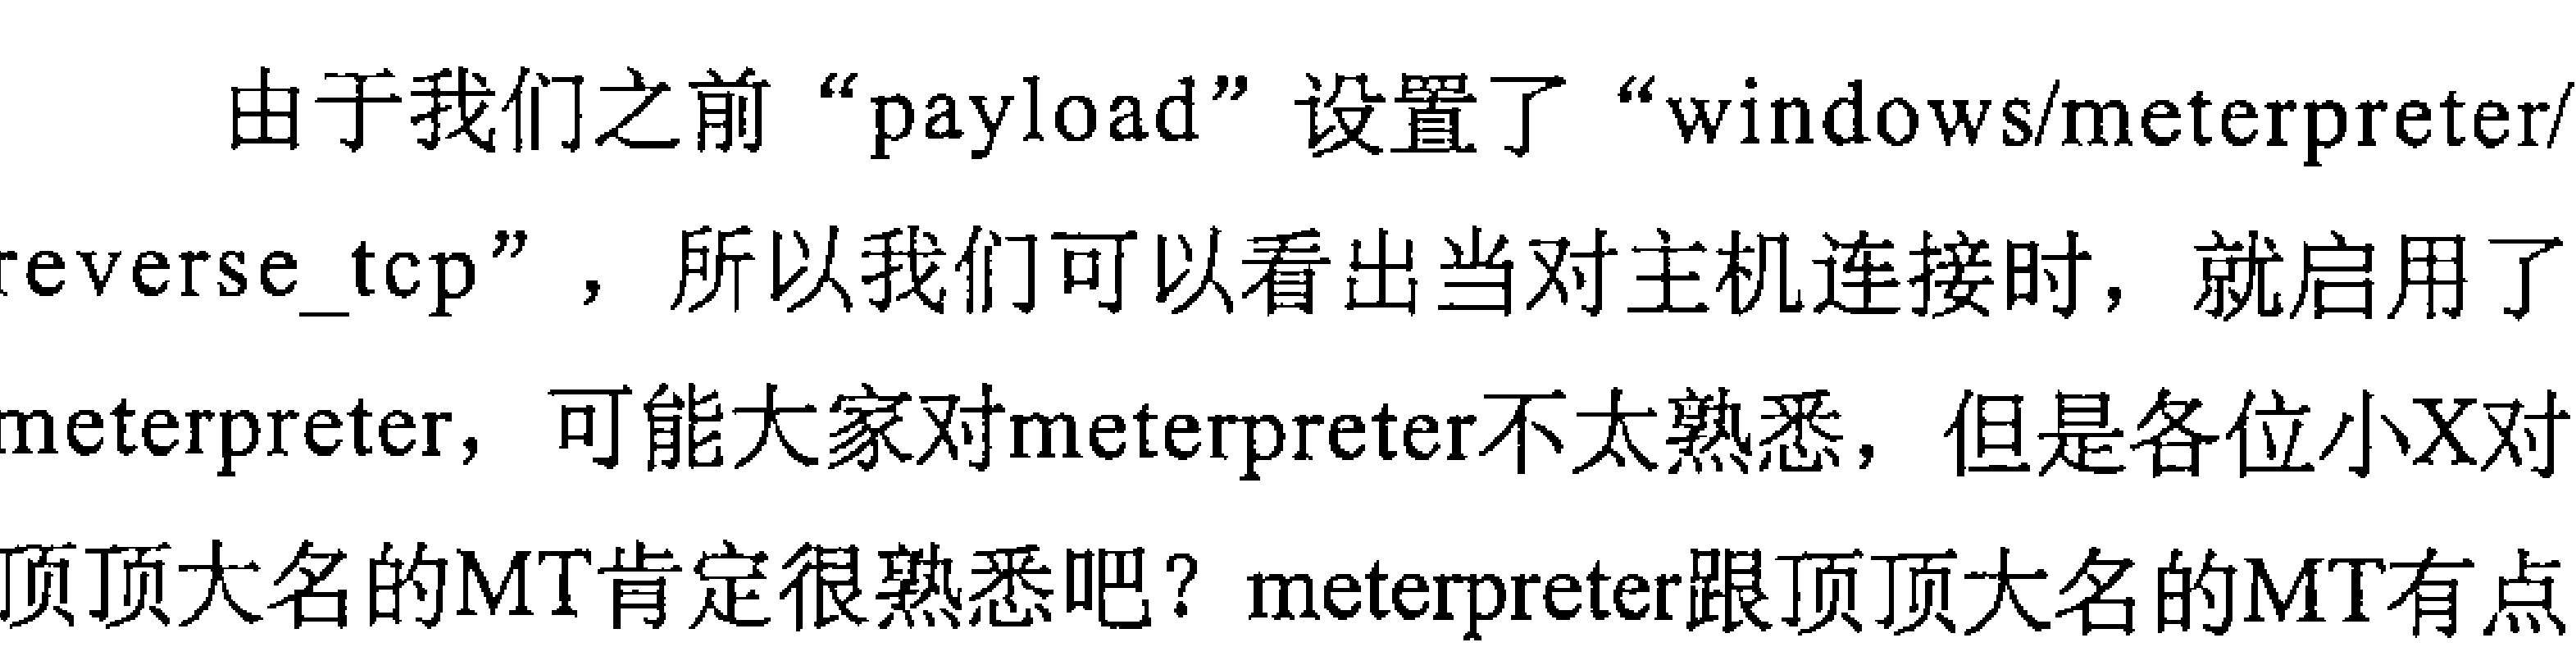 由于我们之前“payload”设置了“windows/meterpreter/
reverse_tcp”，所以我们可以看出当对主机连接时，就启用了
meterpreter，可能大家对meterpreter不太熟悉，但是各位小X对
顶顶大名的MT肯定很熟悉吧？meterpreter跟顶顶大名的MT有点